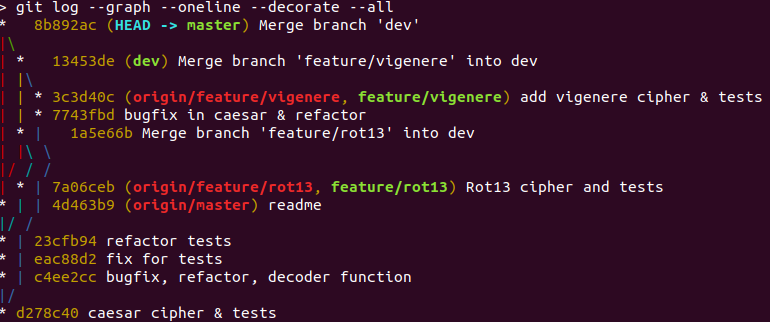 > git log --graph --oneline --decorate --all
*   8b892ac (HEAD -> master) Merge branch 'dev'
|\
| *   13453de (dev) Merge branch 'feature/vigenere' into dev
| |\
| | * 3c3d40c (origin/feature/vigenere, feature/vigenere) add vigenere cipher & tests
| | * 7743fbd bugfix in caesar & refactor
| * |   1a5e66b Merge branch 'feature/rot13' into dev
| |\ \
|/ / /
| * | 7a06ceb (origin/feature/rot13, feature/rot13) Rot13 cipher and tests
* | | 4d463b9 (origin/master) readme
|/ /
* | 23cfb94 refactor tests
* | eac88d2 fix for tests
* | c4ee2cc bugfix, refactor, decoder function
|/
* d278c40 caesar cipher & tests